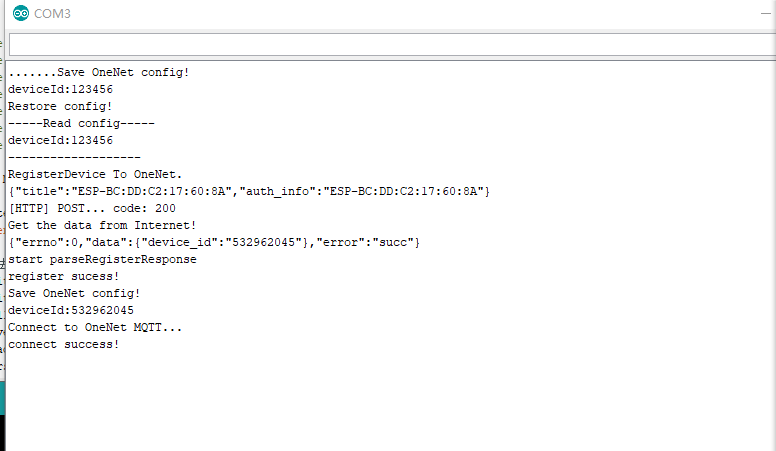 COM3
.......Save OneNet config!
deviceId:123456
Restore config!
-----Read config-----
deviceId:123456
-------------------
RegisterDevice To OneNet.
{"title":"ESP-BC:DD:C2:17:60:8A","auth_info":"ESP-BC:DD:C2:17:60:8A"}
[HTTP] POST... code: 200
Get the data from Internet!
{"errno":0,"data":{"device_id":"532962045"},"error":"succ"}
start parseRegisterResponse
register sucess!
Save OneNet config!
deviceId:532962045
Connect to OneNet MQTT...
connect success!